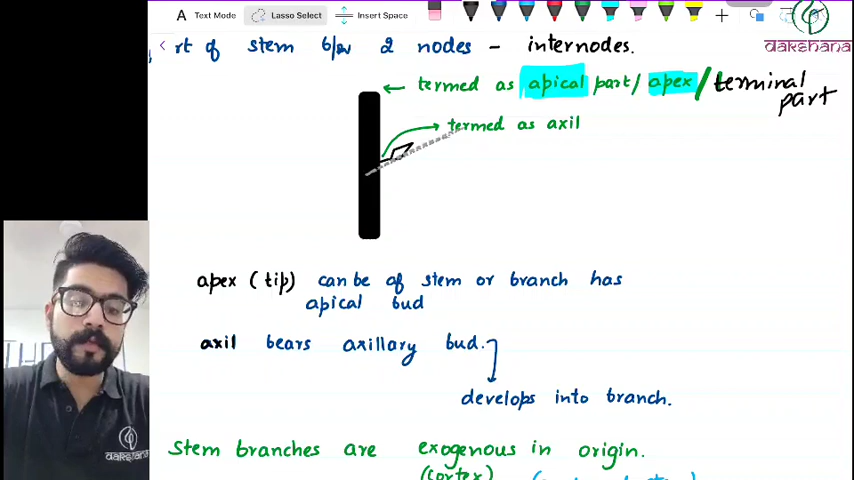 A Text Mode Lasso Select Insert Space
rt of stem b/w 2 nodes - internodes.
dakshana
← termed as apical part/ apex/terminal
part
termed as axil
apex (tip) can be of stem or branch has
apical bud
axil bears axillary bud.
develops into branch.
dakshana
Stem branches are exogenous in origin.
(cortex)